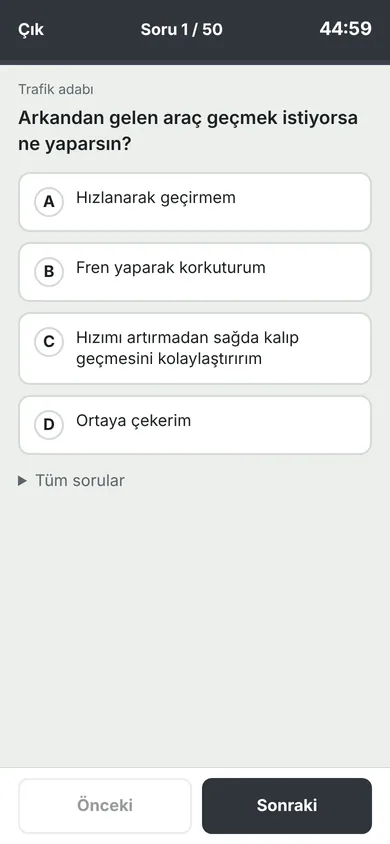 Çık
Soru 1 / 50
44:59
Trafik adabı
Arkandan gelen araç geçmek istiyorsa
ne yaparsın?
A Hızlanarak geçirmem
B Fren yaparak korkuturum
C Hızımı artırmadan sağda kalıp
geçmesini kolaylaştırırım
D Ortaya çekerim
Tüm sorular
Önceki
Sonraki